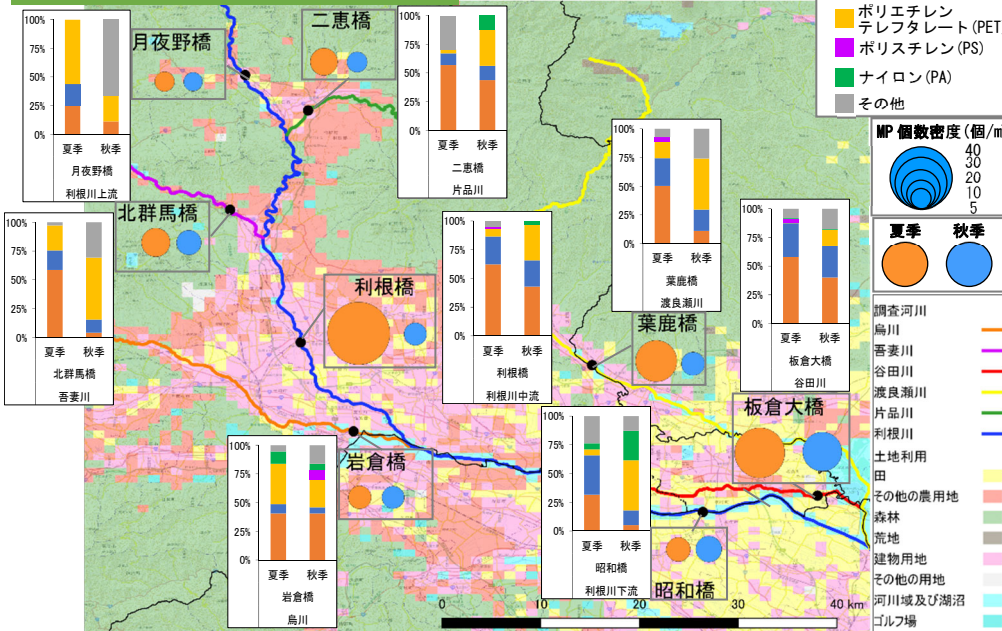 月夜野橋
二恵橋
北群馬橋
利根橋
葉鹿橋
板倉大橋
岩倉橋
昭和橋
100%
75%
50%
25%
0%
夏季 秋季
月夜野橋
利根川上流
100%
75%
50%
25%
0%
夏季 秋季
二恵橋
片品川
100%
75%
50%
25%
0%
夏季 秋季
北群馬橋
吾妻川
100%
75%
50%
25%
0%
夏季 秋季
利根橋
利根川中流
100%
75%
50%
25%
0%
夏季 秋季
葉鹿橋
渡良瀬川
100%
75%
50%
25%
0%
夏季 秋季
板倉大橋
谷田川
100%
75%
50%
25%
0%
夏季 秋季
岩倉橋
烏川
100%
75%
50%
25%
0%
夏季 秋季
昭和橋
利根川下流
ポリエチレン
テレフタレート(PET
ポリスチレン(PS)
ナイロン(PA)
その他
MP 個数密度(個/m
40
30
20
10
5
夏季 秋季
調査河川
烏川
吾妻川
谷田川
渡良瀬川
片品川
利根川
土地利用
田
その他の農用地
森林
荒地
建物用地
その他の用地
河川域及び湖沼
ゴルフ場
0 10 20 30 40 km